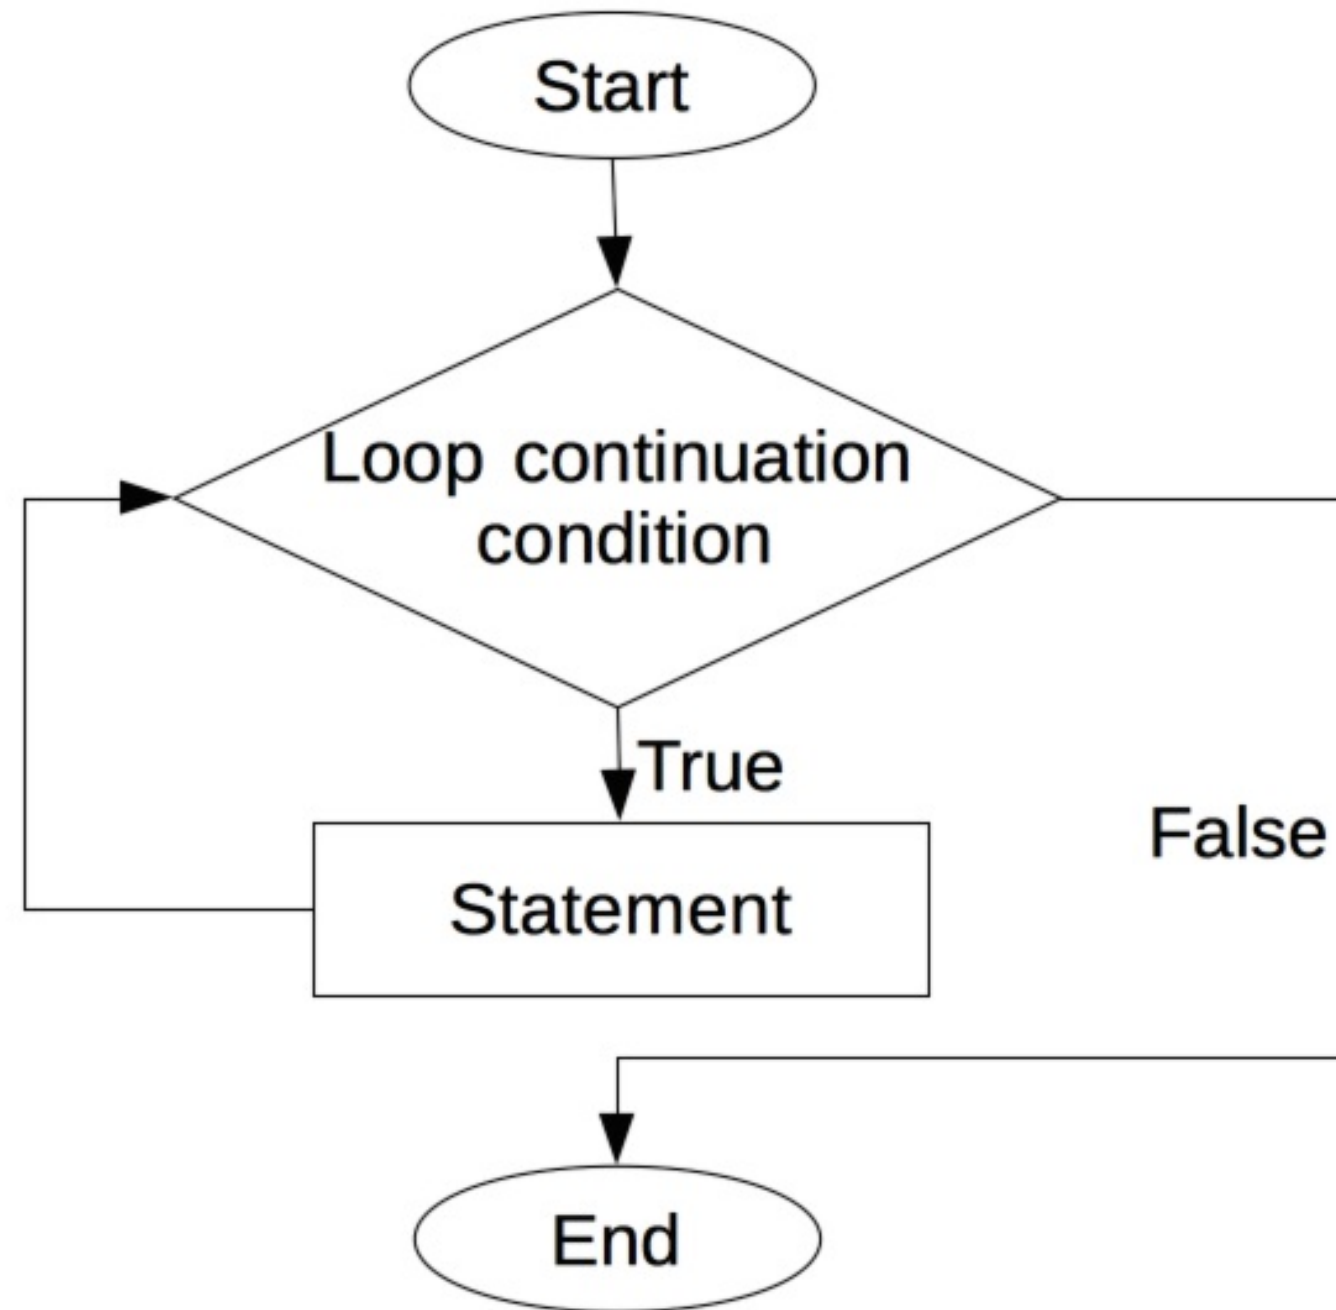 Start
Loop continuation
condition
True
False
Statement
End